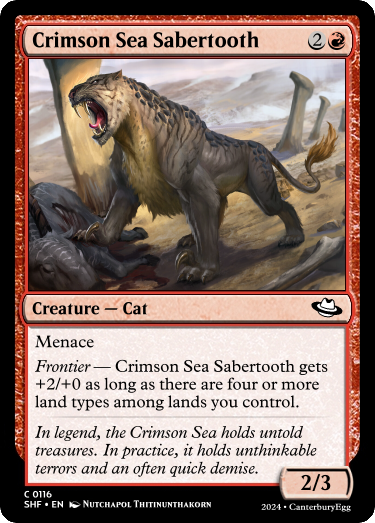 Crimson Sea Sabertooth 2
Creature — Cat
Menace
Frontier — Crimson Sea Sabertooth gets
+2/+0 as long as there are four or more
land types among lands you control.
In legend, the Crimson Sea holds untold
treasures. In practice, it holds unthinkable
terrors and an often quick demise.
2/3
C 0116
SHF • EN Nutchapol Thitinunthakorn
2024 • CanterburyEgg